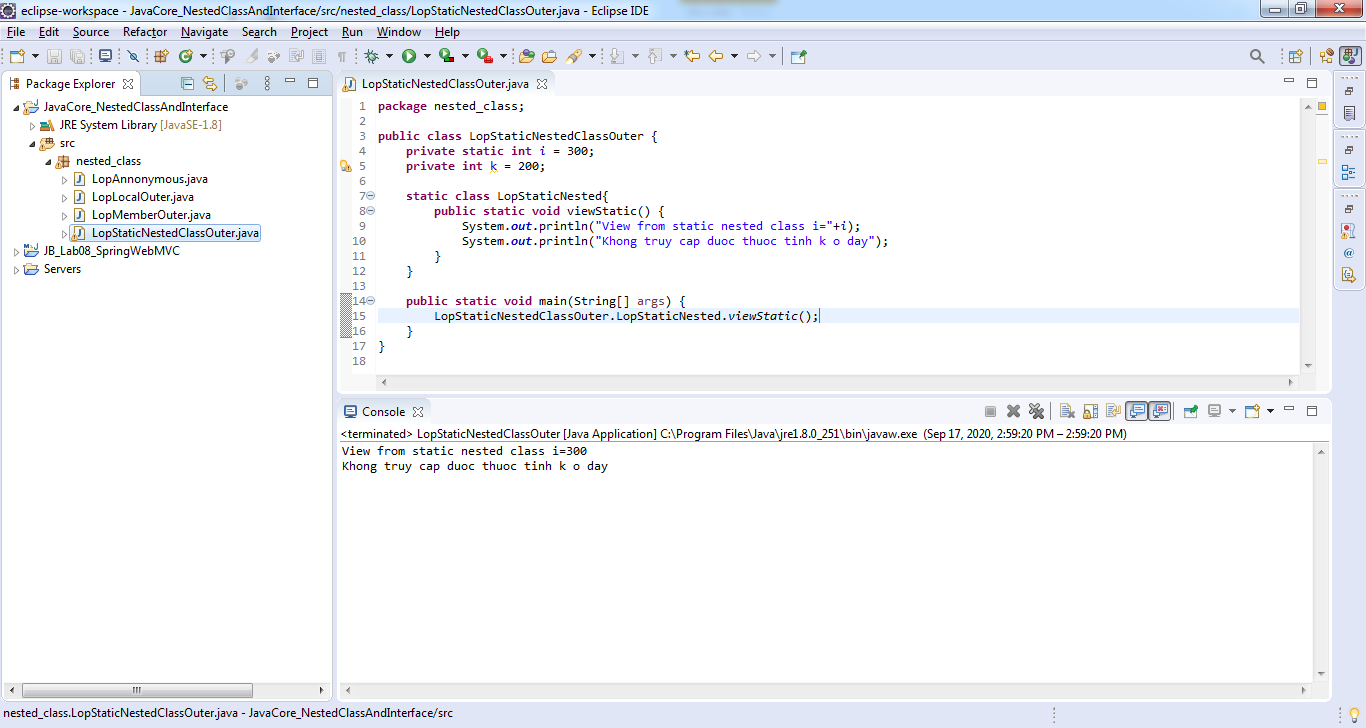 eclipse-workspace - JavaCore_NestedClassAndInterface/src/nested_class/LopStaticNestedClassOuter.java - Eclipse IDE
File Edit Source Refactor Navigate Search Project Run Window Help
Package Explorer
JavaCore_NestedClassAndInterface
JRE System Library [JavaSE-1.8]
src
nested_class
LopAnnonymous.java
LopLocalOuter.java
LopMemberOuter.java
LopStaticNestedClassOuter.java
JB_Lab08_SpringWebMVC
Servers
LopStaticNestedClassOuter.java
1 package nested_class;
2
3 public class LopStaticNestedClassOuter {
4 private static int i = 300;
5 private int k = 200;
6
7 static class LopStaticNested{
8 public static void viewStatic() {
9 System.out.println("View from static nested class i="+i);
10 System.out.println("Khong truy cap duoc thuoc tinh k o day");
11 }
12 }
13
14 public static void main(String[] args) {
15 LopStaticNestedClassOuter.LopStaticNested.viewStatic();
16 }
17 }
18
Console
<terminated> LopStaticNestedClassOuter [Java Application] C:\Program Files\Java\jre1.8.0_251\bin\javaw.exe (Sep 17, 2020, 2:59:20 PM – 2:59:20 PM)
View from static nested class i=300
Khong truy cap duoc thuoc tinh k o day
nested_class.LopStaticNestedClassOuter.java - JavaCore_NestedClassAndInterface/src